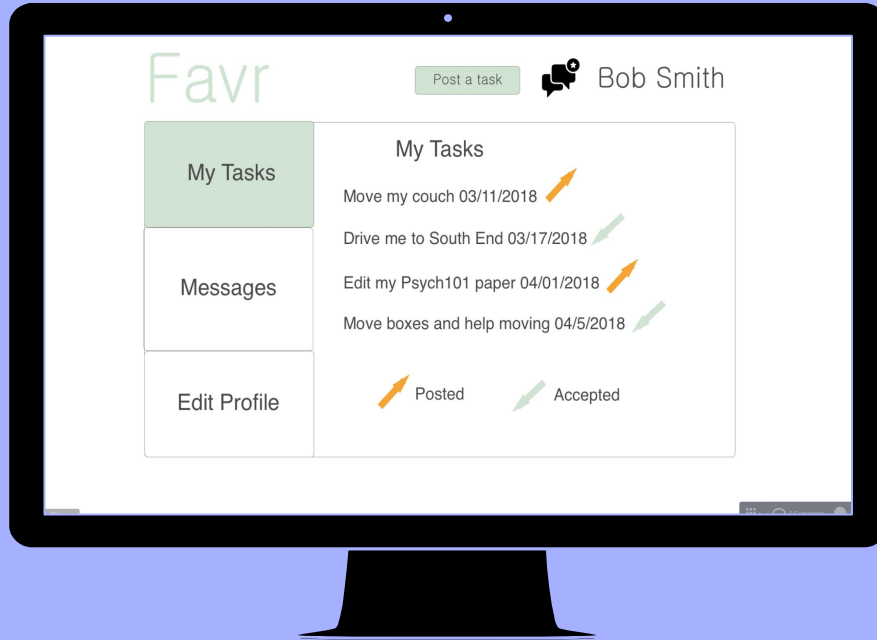 Favr
Post a task
Bob Smith
My Tasks
Messages
Edit Profile
My Tasks
Move my couch 03/11/2018
Drive me to South End 03/17/2018
Edit my Psych101 paper 04/01/2018
Move boxes and help moving 04/5/2018
Posted
Accepted